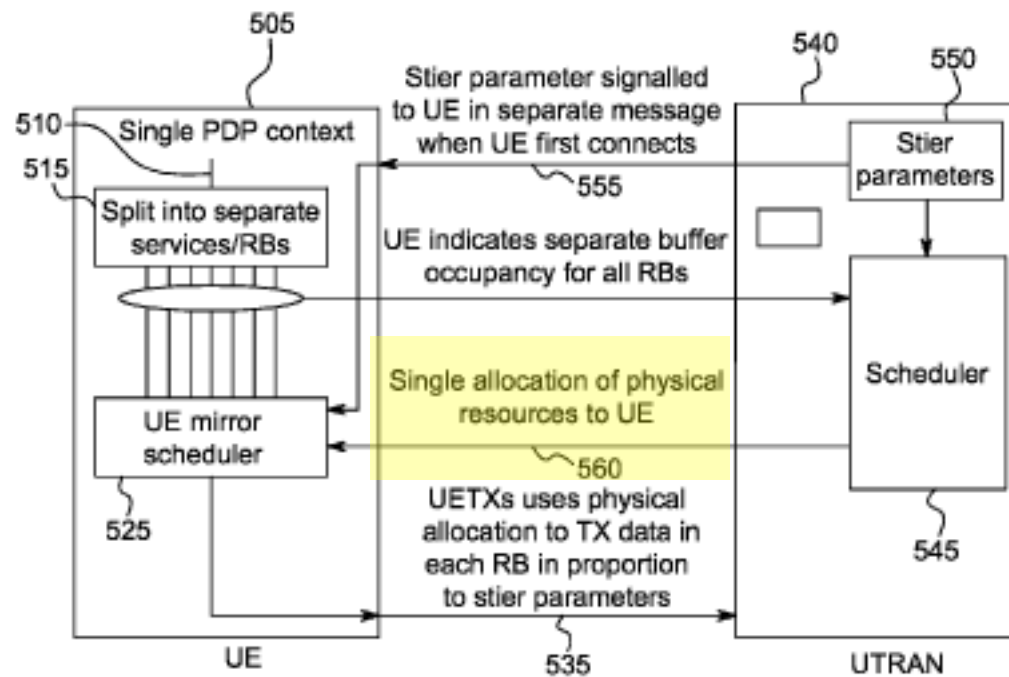 505
540
550
Stier parameter signalled
to UE in separate message
when UE first connects
555
510
Single PDP context
515
Split into separate
services/RBs
Stier
parameters
UE indicates separate buffer
occupancy for all RBs
Scheduler
Single allocation of physical
resources to UE
560
UE mirror
scheduler
525
545
UETXs uses physical
allocation to TX data in
each RB in proportion
to stier parameters
535
UE
UTRAN